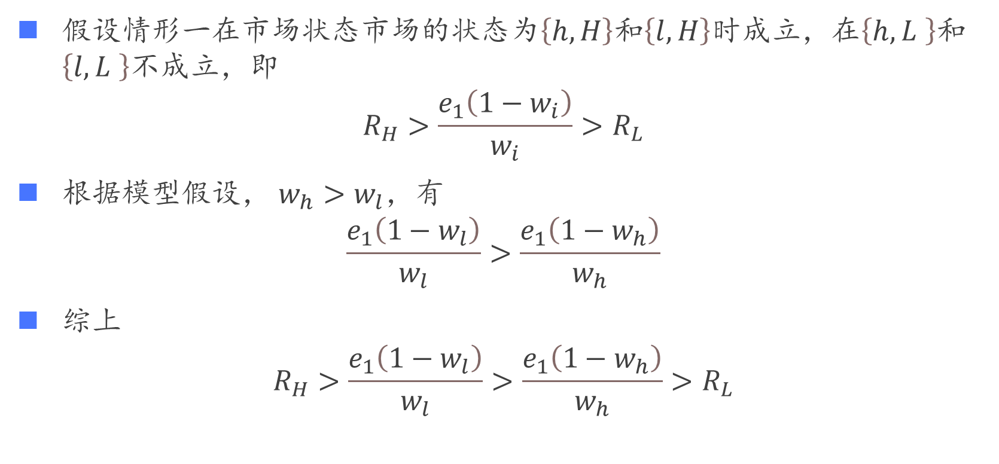 ■ 假设情形一在市场状态市场的状态为{h, H}和{l, H}时成立，在{h, L }和
{l, L }不成立，即
R_H > \frac{e_1(1 − w_i)}{w_i} > R_L
■ 根据模型假设， w_h > w_l，有
\frac{e_1(1 − w_l)}{w_l} > \frac{e_1(1 − w_h)}{w_h}
■ 综上
R_H > \frac{e_1(1 − w_l)}{w_l} > \frac{e_1(1 − w_h)}{w_h} > R_L